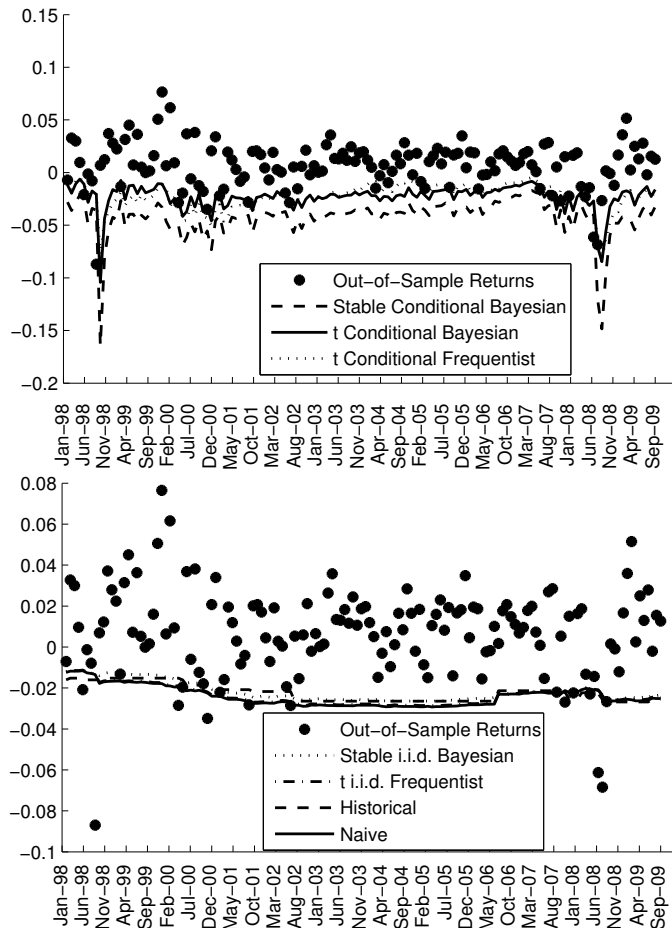 0.15
0.1
0.05
0
−0.05
−0.1
−0.15
−0.2
Out−of−Sample Returns
Stable Conditional Bayesian
t Conditional Bayesian
t Conditional Frequentist
Jan−98
Jun−98
Nov−98
Apr−99
Sep−99
Feb−00
Jul−00
Dec−00
May−01
Oct−01
Mar−02
Aug−02
Jan−03
Jun−03
Nov−03
Apr−04
Sep−04
Feb−05
Jul−05
Dec−05
May−06
Oct−06
Mar−07
Aug−07
Jan−08
Jun−08
Nov−08
Apr−09
Sep−09
0.08
0.06
0.04
0.02
0
−0.02
−0.04
−0.06
−0.08
−0.1
Out−of−Sample Returns
Stable i.i.d. Bayesian
t i.i.d. Frequentist
Historical
Naive
Jan−98
Jun−98
Nov−98
Apr−99
Sep−99
Feb−00
Jul−00
Dec−00
May−01
Oct−01
Mar−02
Aug−02
Jan−03
Jun−03
Nov−03
Apr−04
Sep−04
Feb−05
Jul−05
Dec−05
May−06
Oct−06
Mar−07
Aug−07
Jan−08
Jun−08
Nov−08
Apr−09
Sep−09